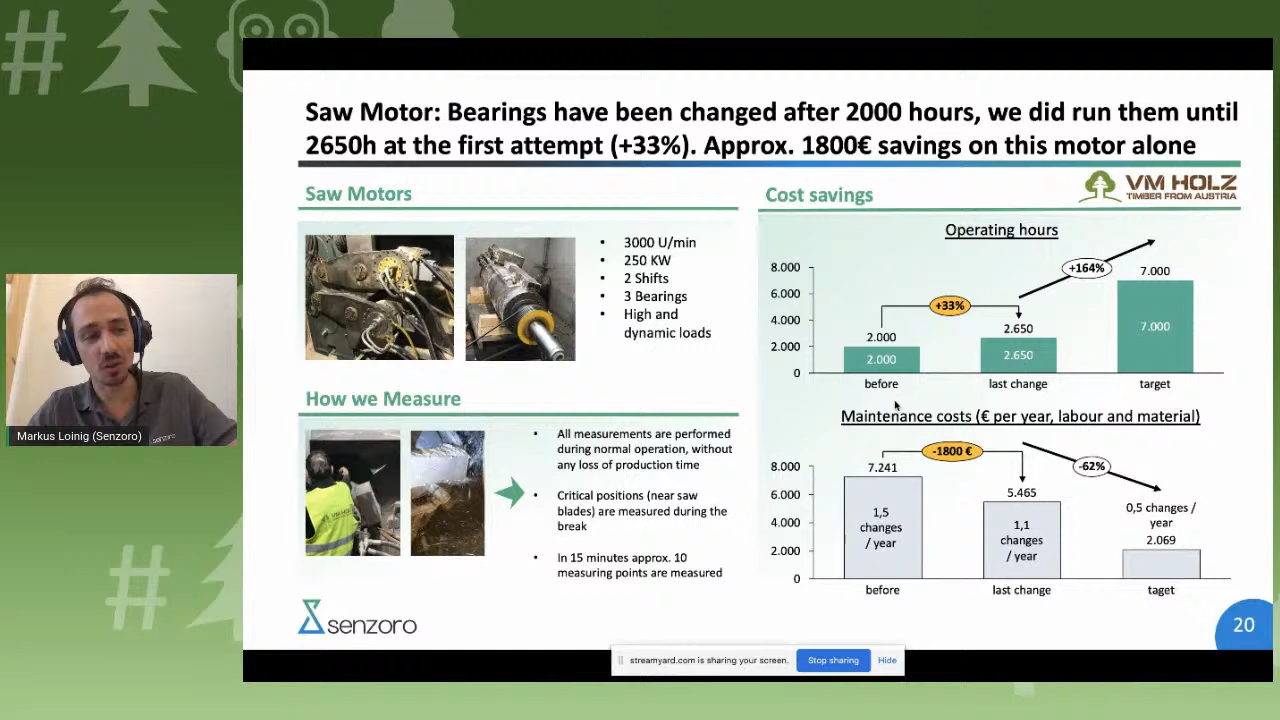 #
Saw Motor: Bearings have been changed after 2000 hours, we did run them until
2650h at the first attempt (+33%). Approx. 1800€ savings on this motor alone
Saw Motors
• 3000 U/min
• 250 KW
• 2 Shifts
• 3 Bearings
• High and
dynamic loads
How we Measure
• All measurements are performed
during normal operation, without
any loss of production time
• Critical positions (near saw
blades) are measured during the
break
• In 15 minutes approx. 10
measuring points are measured
Cost savings
VM HOLZ
TIMBER FROM AUSTRIA
Operating hours
8.000
6.000
4.000
2.000
0
+33%
+164%
2.000
2.000
2.650
2.650
7.000
7.000
before
last change
target
Maintenance costs (€ per year, labour and material)
8.000
6.000
4.000
2.000
0
-1800 €
-62%
7.241
1,5
changes
/ year
5.465
1,1
changes
/ year
0,5 changes /
year
2.069
before
last change
taget
senzoro
20
Markus Loinig (Senzoro)
senzoro
VM HOLZ
streamyard.com is sharing your screen.
Stop sharing
Hide
#